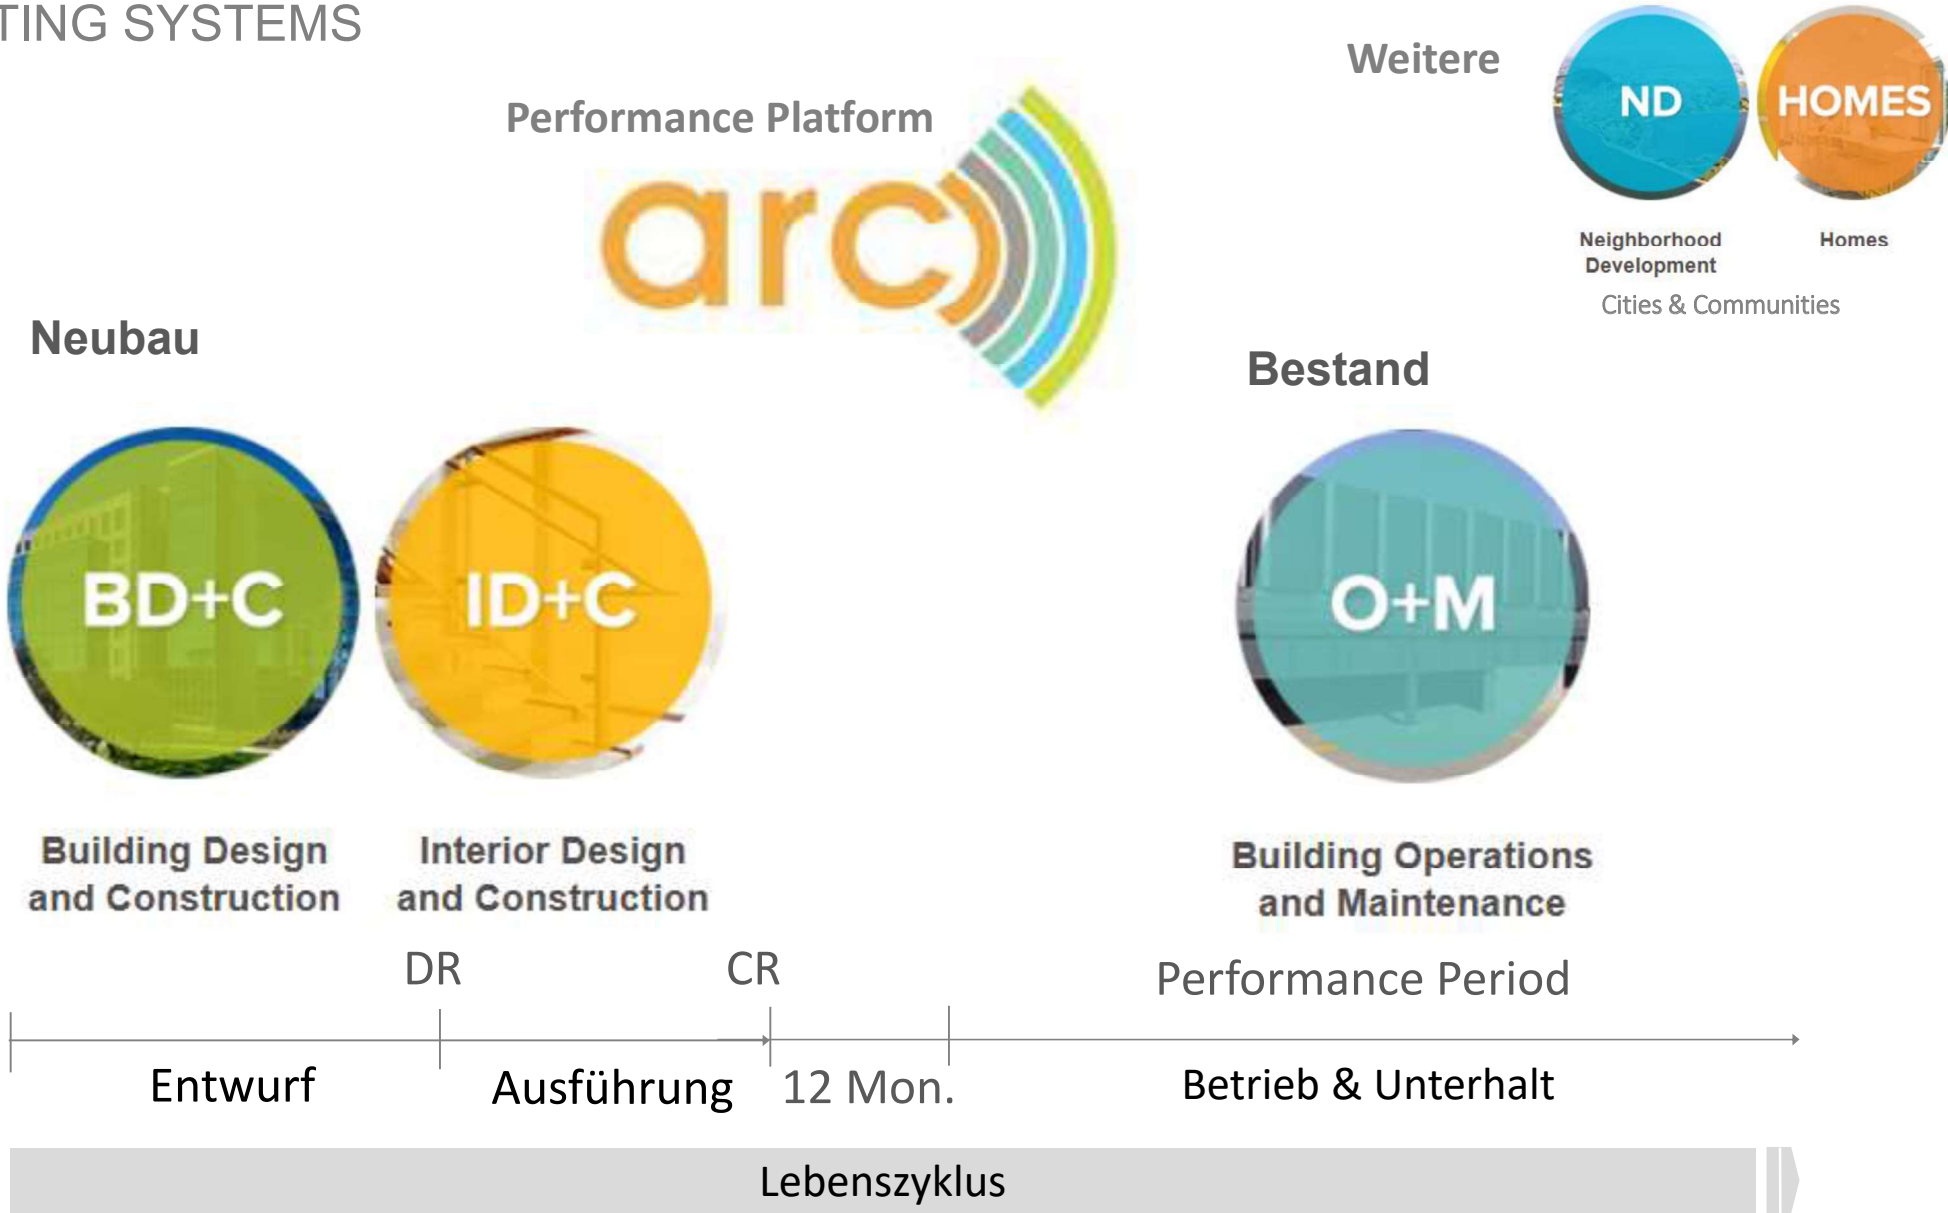 TING SYSTEMS
Weitere
ND
HOMES
Neighborhood
Development
Homes
Cities & Communities
Performance Platform
arc
Neubau
Bestand
BD+C
ID+C
O+M
Building Design
and Construction
Interior Design
and Construction
Building Operations
and Maintenance
DR
CR
Performance Period
Entwurf
Ausführung
12 Mon.
Betrieb & Unterhalt
Lebenszyklus